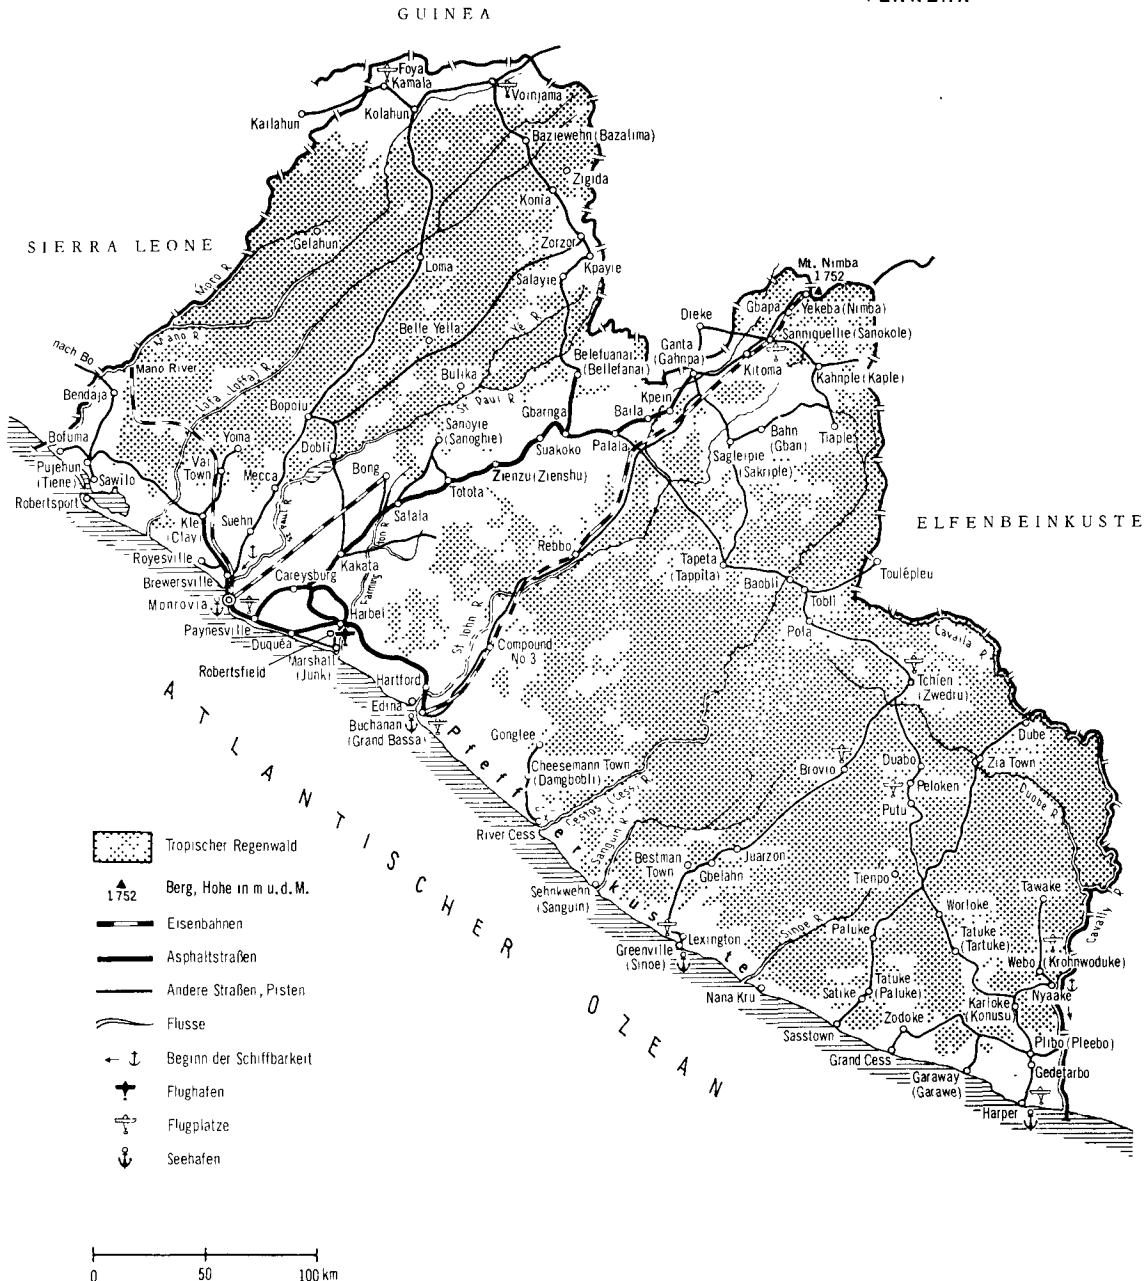 GUINEA
Foya
Kamala
Voinjama
Kailahun
Kolahun
Baziewehn (Bazalima)
Zigida
Konia
Gelahun
SIERRA LEONE
Zorzor
Kpayie
Loma
Salayie
Moro R.
Mt. Nimba
1752
Gbapa
Yekeba (Nimba)
Dieke
Sanniquellie (Sanokole)
Ganta
(Gahnpa)
Mano R.
Belle Yella
Ye R.
nach Bo
Mano River
Lofa (Loffa) R.
Bulika
Belefuanai
(Bellefanai)
Kitoma
Kahnple (Kaple)
Bendaja
St Paul R
Kpein
Bopolu
Sanoyie
(Sanoghie)
Gbarnga
Baila
Bahn
(Gban)
Tiaple
Bofuma
Yoma
Dobli
Suakoko
Palala
Sagleipie
(Sakriple)
Pujehun
(Tiene)
Sawilo
Vai
Town
Mecca
Bong
Zienzu (Zienshu)
Totota
Robertsport
Salala
Kle
(Clay)
Suehn
St Paul R
ELFENBEINKUSTE
Royesville
Rebbo
Brewersville
Kakata
Tapeta
(Tappita)
Baobli
Toulépleu
Careysburg
Farmington R
Tobli
Monrovia
Harbel
St John R
Paynesville
Pola
Cavalla R
Duquéa
Compound
No 3
Robertsfield
Marshall
(Junk)
Tchien
(Zwedru)
Hartford
Edina
Buchanan
(Grand Bassa)
Gonglee
Dube
Cheesemann Town
(Damgbobli)
Brovio
Duabo
Zia Town
Peloken
Duobe R
Cestos (Cess) R
Putu
River Cess
Sanguin R
Juarzon
Bestman
Town
Gbelahn
Tienpo
Sehnkwehn
(Sanguin)
Tawake
Worloke
Cavally R
Sinoe R
Paluke
Tatuke
(Tartuke)
Lexington
Greenville
(Sinoe)
Webo (Krohnwoduke)
Tatuke
(Paluke)
Nyaake
Nana Kru
Satike
Karloke
(Konusu)
Zodoke
Sasstown
Plibo (Pleebo)
Grand Cess
Gedetarbo
Garaway
(Garawe)
Harper
Pfefferküste
ATLANTISCHER OZEAN
Tropischer Regenwald
1752
Berg, Hohe in m u. d. M.
Eisenbahnen
Asphaltstraßen
Andere Straßen, Pisten
Flusse
Beginn der Schiffbarkeit
Flughafen
Flugplatze
Seehafen
0 50 100 km